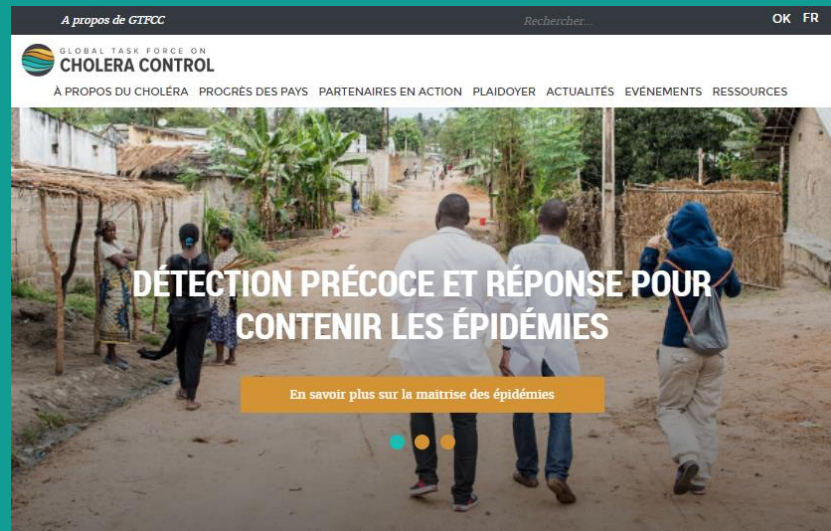 A propos de GTFCC
Rechercher...
OK FR
GLOBAL TASK FORCE ON
CHOLERA CONTROL
À PROPOS DU CHOLÉRA PROGRÈS DES PAYS PARTENAIRES EN ACTION PLAIDOYER ACTUALITÉS EVÉNEMENTS RESSOURCES
DÉTECTION PRÉCOCE ET RÉPONSE POUR
CONTENIR LES ÉPIDÉMIES
En savoir plus sur la maitrise des épidémies